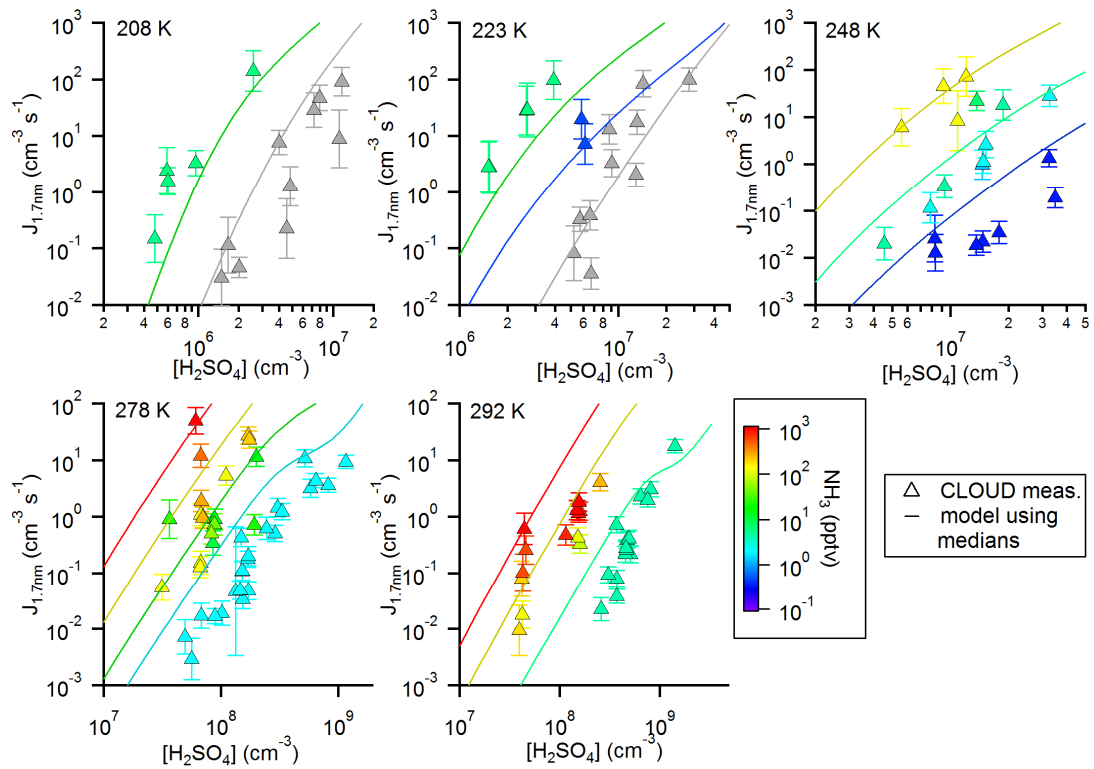 208 K
10³
10²
10¹
10⁰
10⁻¹
10⁻²
J₁.₇ₙₘ (cm⁻³ s⁻¹)
2 4 6 8 10⁶ 2 4 6 8 10⁷ 2
[H₂SO₄] (cm⁻³)
223 K
10³
10²
10¹
10⁰
10⁻¹
10⁻²
J₁.₇ₙₘ (cm⁻³ s⁻¹)
10⁶ 2 4 6 8 10⁷ 2 4
[H₂SO₄] (cm⁻³)
248 K
10³
10²
10¹
10⁰
10⁻¹
10⁻²
10⁻³
J₁.₇ₙₘ (cm⁻³ s⁻¹)
2 3 4 5 6 10⁷ 2 3 4 5
[H₂SO₄] (cm⁻³)
278 K
10²
10¹
10⁰
10⁻¹
10⁻²
10⁻³
J₁.₇ₙₘ (cm⁻³ s⁻¹)
10⁷ 10⁸ 10⁹
[H₂SO₄] (cm⁻³)
292 K
10²
10¹
10⁰
10⁻¹
10⁻²
10⁻³
J₁.₇ₙₘ (cm⁻³ s⁻¹)
10⁷ 10⁸ 10⁹
[H₂SO₄] (cm⁻³)
10³
10²
10¹
10⁰
10⁻¹
NH₃ (pptv)
CLOUD meas.
model using
medians